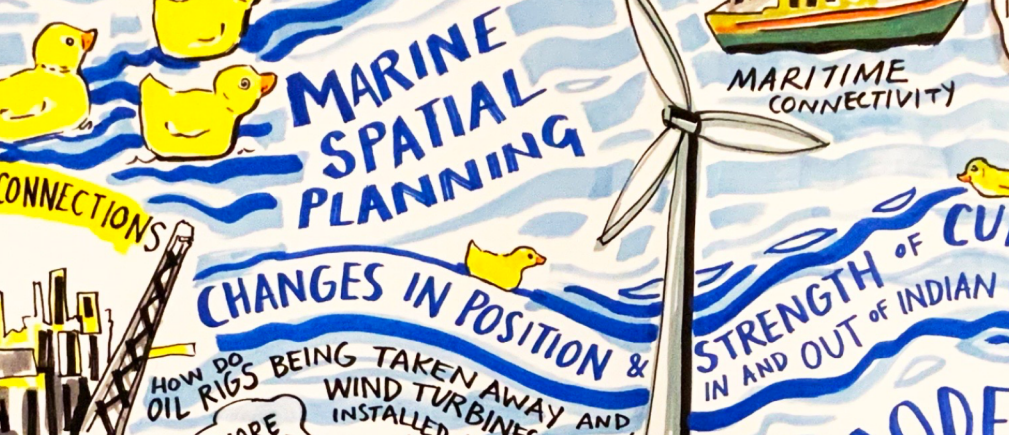 MARINE
SPATIAL
PLANNING
MARITIME
CONNECTIVITY
CONNECTIONS
CHANGES IN POSITION &
STRENGTH OF
IN AND OUT OF INDIAN
HOW DO
OIL RIGS BEING TAKEN AWAY AND
WIND TURBINES
INSTALLED